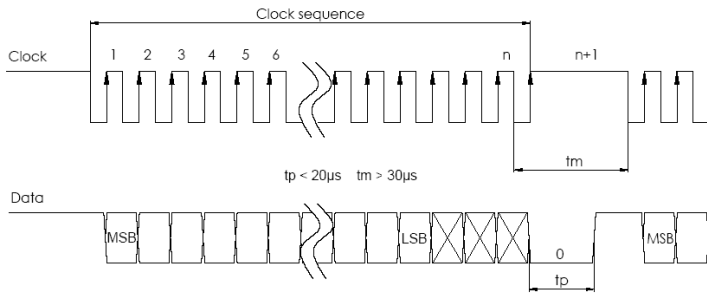 Clock sequence
1 2 3 4 5 6 n n+1
Clock
tm
tp < 20µs tm > 30µs
Data
MSB LSB 0 MSB
tp